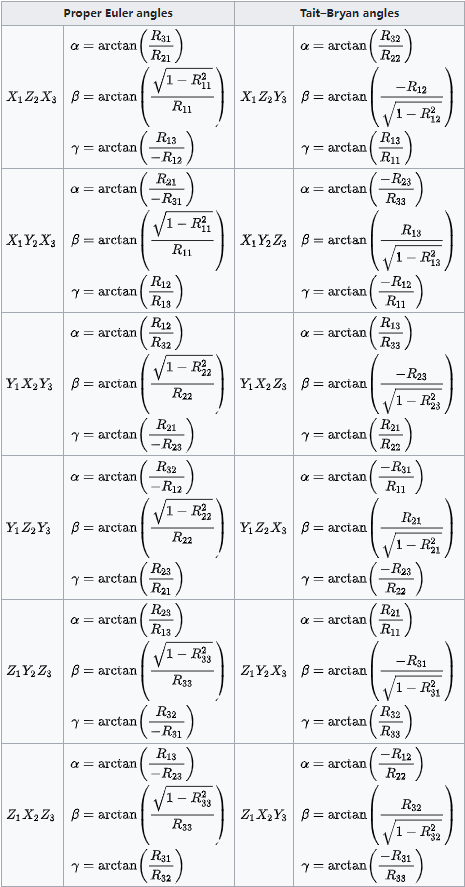 Proper Euler angles Tait–Bryan angles
X₁Z₂X₃ α = arctan(R₃₁/R₂₁) β = arctan(√(1 − R₁₁²)/R₁₁) γ = arctan(R₁₃/−R₁₂) X₁Z₂Y₃ α = arctan(R₃₂/R₂₂) β = arctan(−R₁₂/√(1 − R₁₂²)) γ = arctan(R₁₃/R₁₁)
X₁Y₂X₃ α = arctan(R₂₁/−R₃₁) β = arctan(√(1 − R₁₁²)/R₁₁) γ = arctan(R₁₂/R₁₃) X₁Y₂Z₃ α = arctan(−R₂₃/R₃₃) β = arctan(R₁₃/√(1 − R₁₃²)) γ = arctan(−R₁₂/R₁₁)
Y₁X₂Y₃ α = arctan(R₁₂/R₃₂) β = arctan(√(1 − R₂₂²)/R₂₂) γ = arctan(R₂₁/−R₂₃) Y₁X₂Z₃ α = arctan(R₁₃/R₃₃) β = arctan(−R₂₃/√(1 − R₂₃²)) γ = arctan(R₂₁/R₂₂)
Y₁Z₂Y₃ α = arctan(R₃₂/−R₁₂) β = arctan(√(1 − R₂₂²)/R₂₂) γ = arctan(R₂₃/R₂₁) Y₁Z₂X₃ α = arctan(−R₃₁/R₁₁) β = arctan(R₂₁/√(1 − R₂₁²)) γ = arctan(−R₂₃/R₂₂)
Z₁Y₂Z₃ α = arctan(R₂₃/R₁₃) β = arctan(√(1 − R₃₃²)/R₃₃) γ = arctan(R₃₂/−R₃₁) Z₁Y₂X₃ α = arctan(R₂₁/R₁₁) β = arctan(−R₃₁/√(1 − R₃₁²)) γ = arctan(R₃₂/R₃₃)
Z₁X₂Z₃ α = arctan(R₁₃/−R₂₃) β = arctan(√(1 − R₃₃²)/R₃₃) γ = arctan(R₃₁/R₃₂) Z₁X₂Y₃ α = arctan(−R₁₂/R₂₂) β = arctan(R₃₂/√(1 − R₃₂²)) γ = arctan(−R₃₁/R₃₃)